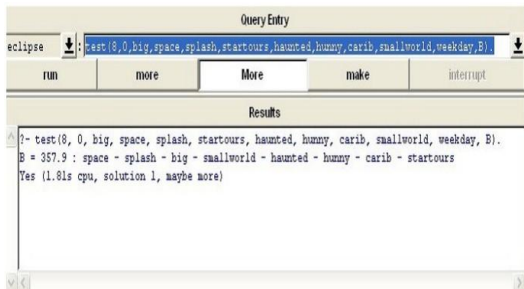 Query Entry
eclipse : test(8,0,big,space,splash,startours,haunted,hunny,carib,smallworld,weekday,B).
run more More make interrupt
Results
?- test(8, 0, big, space, splash, startours, haunted, hunny, carib, smallworld, weekday, B).
B = 357.9 : space - splash - big - smallworld - haunted - hunny - carib - startours
Yes (1.81s cpu, solution 1, maybe more)